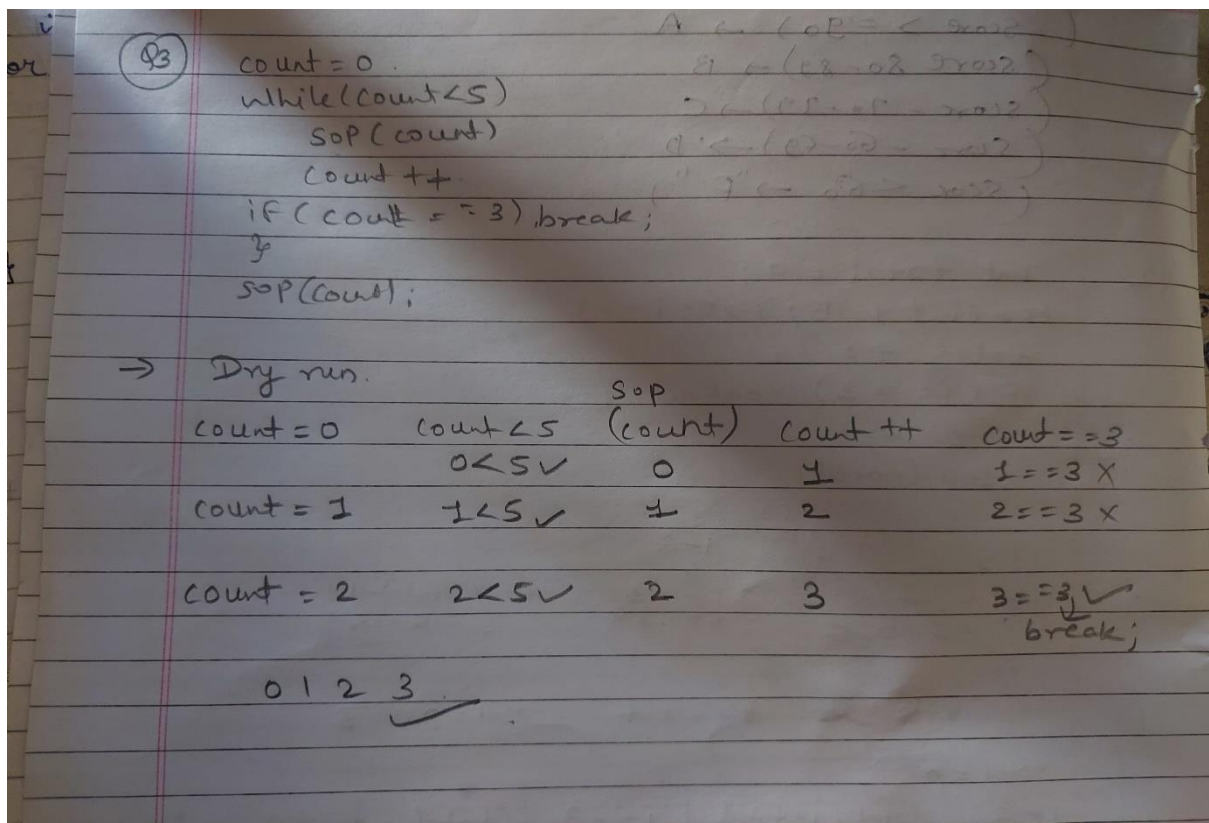 Q3
count = 0.
while(count<5)
sop(count)
count ++
if(count = = 3), break;
}
sop(count);
→ Dry run.
count = 0 count<5 sop (count) count ++ count = = 3
0<5 ✓ 0 1 1 = = 3 ×
count = 1 1<5 ✓ 1 2 2 = = 3 ×
count = 2 2<5 ✓ 2 3 3 = = 3 ✓
break;
0 1 2 3 ✓